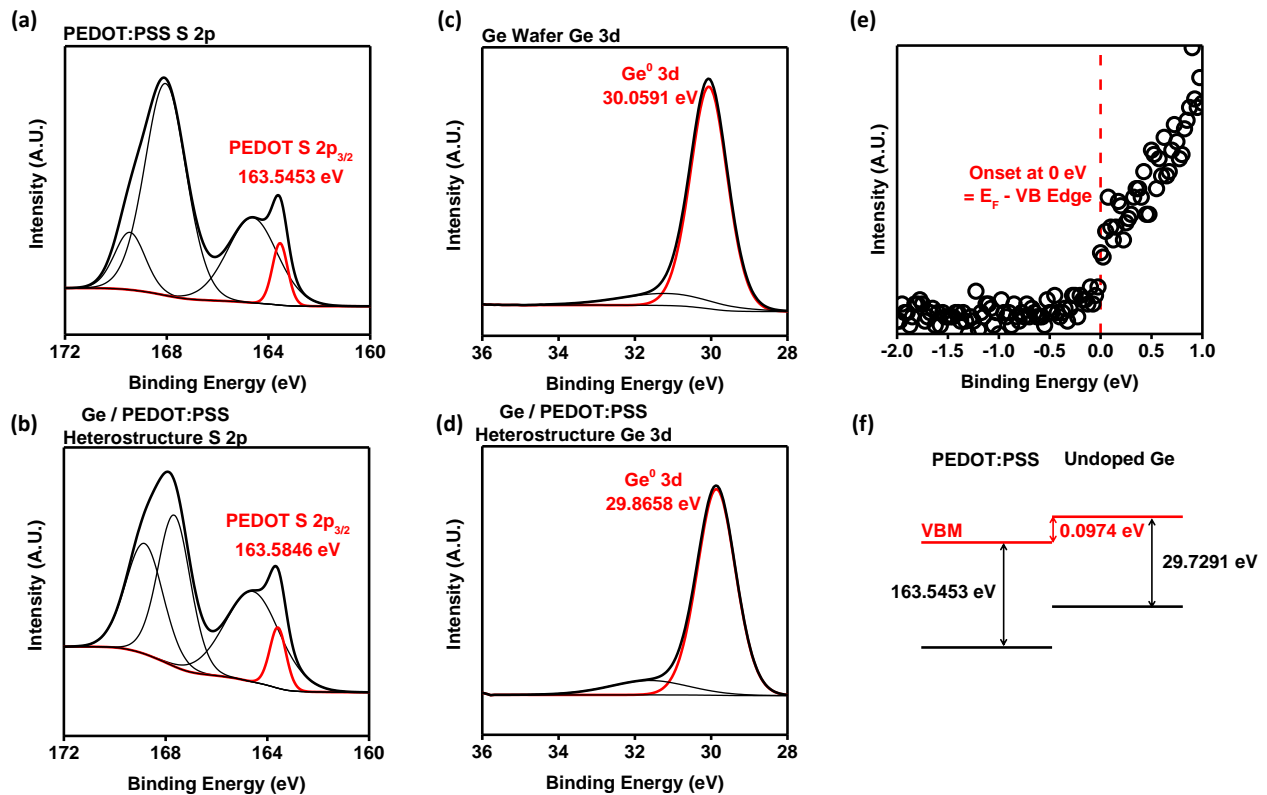 (a)
PEDOT:PSS S 2p
Intensity (A.U.)
PEDOT S 2p3/2
163.5453 eV
172 168 164 160
Binding Energy (eV)
(b)
Ge / PEDOT:PSS
Heterostructure S 2p
Intensity (A.U.)
PEDOT S 2p3/2
163.5846 eV
172 168 164 160
Binding Energy (eV)
(c)
Ge Wafer Ge 3d
Intensity (A.U.)
Ge⁰ 3d
30.0591 eV
36 34 32 30 28
Binding Energy (eV)
(d)
Ge / PEDOT:PSS
Heterostructure Ge 3d
Intensity (A.U.)
Ge⁰ 3d
29.8658 eV
36 34 32 30 28
Binding Energy (eV)
(e)
Intensity (A.U.)
Onset at 0 eV
= EF - VB Edge
-2.0 -1.5 -1.0 -0.5 0.0 0.5 1.0
Binding Energy (eV)
(f)
PEDOT:PSS Undoped Ge
VBM
0.0974 eV
163.5453 eV
29.7291 eV